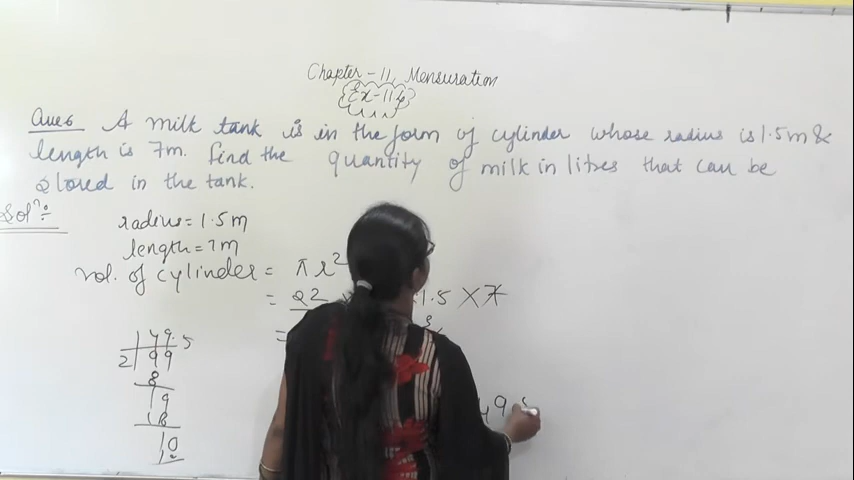 Chapter - 11, Mensuration
Ex - 11.4
Ques A milk tank is in the form of cylinder whose radius is 1.5m &
length is 7m. find the quantity of milk in litres that can be
stored in the tank.
Solⁿ:
radius = 1.5m
length = 7m
vol. of cylinder = πr²
= 22 1.5 × 7
=
49.5
2 99
8
19
18
10
49